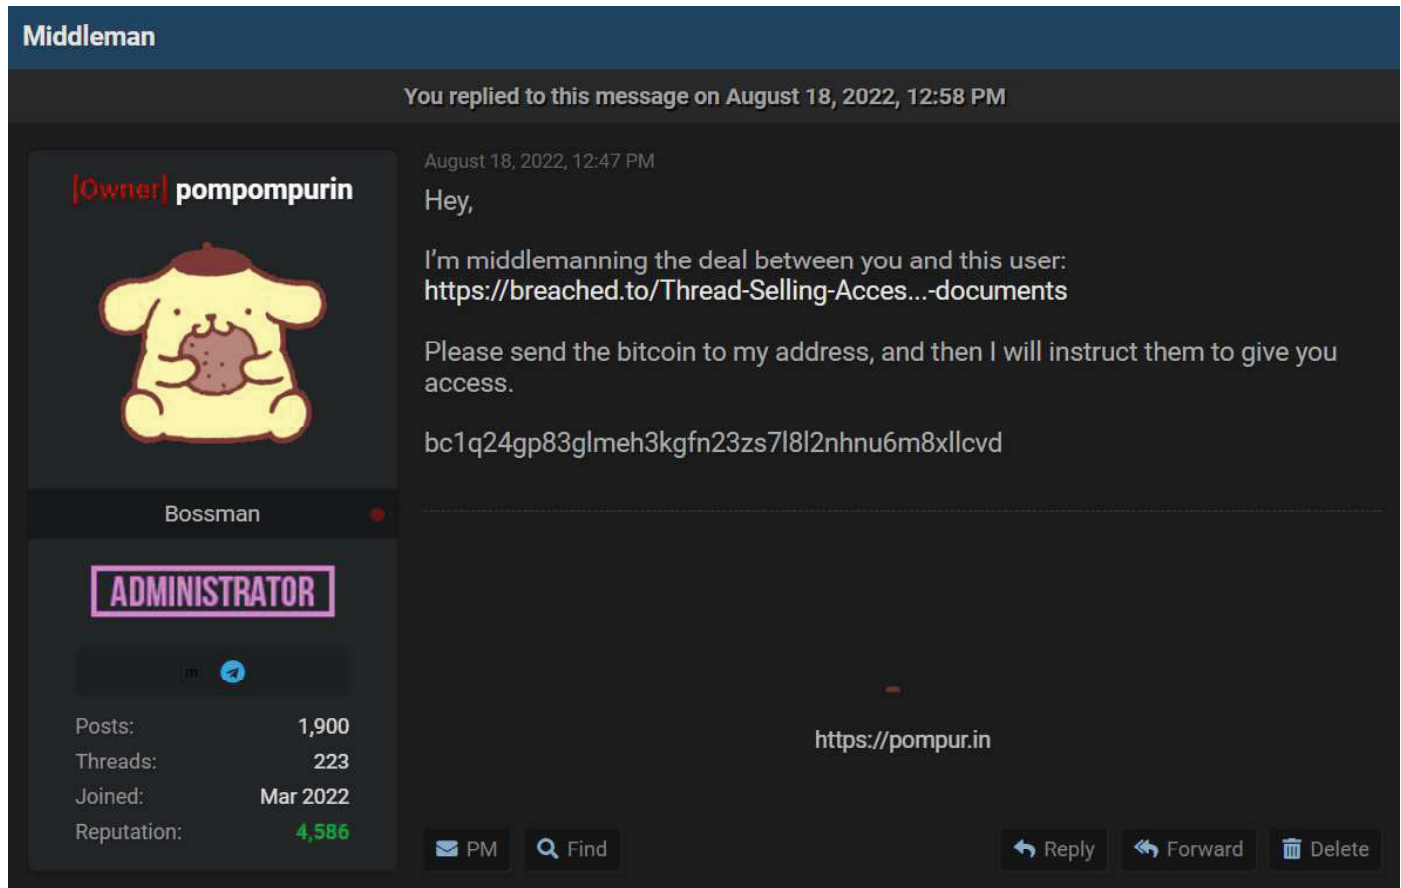 Middleman
You replied to this message on August 18, 2022, 12:58 PM
[Owner] pompompurin
Bossman
ADMINISTRATOR
m
Posts: 1,900
Threads: 223
Joined: Mar 2022
Reputation: 4,586
August 18, 2022, 12:47 PM
Hey,
I'm middlemanning the deal between you and this user:
https://breached.to/Thread-Selling-Acces...-documents
Please send the bitcoin to my address, and then I will instruct them to give you
access.
bc1q24gp83glmeh3kgfn23zs7l8l2nhnu6m8xllcvd
https://pompur.in
PM Find Reply Forward Delete